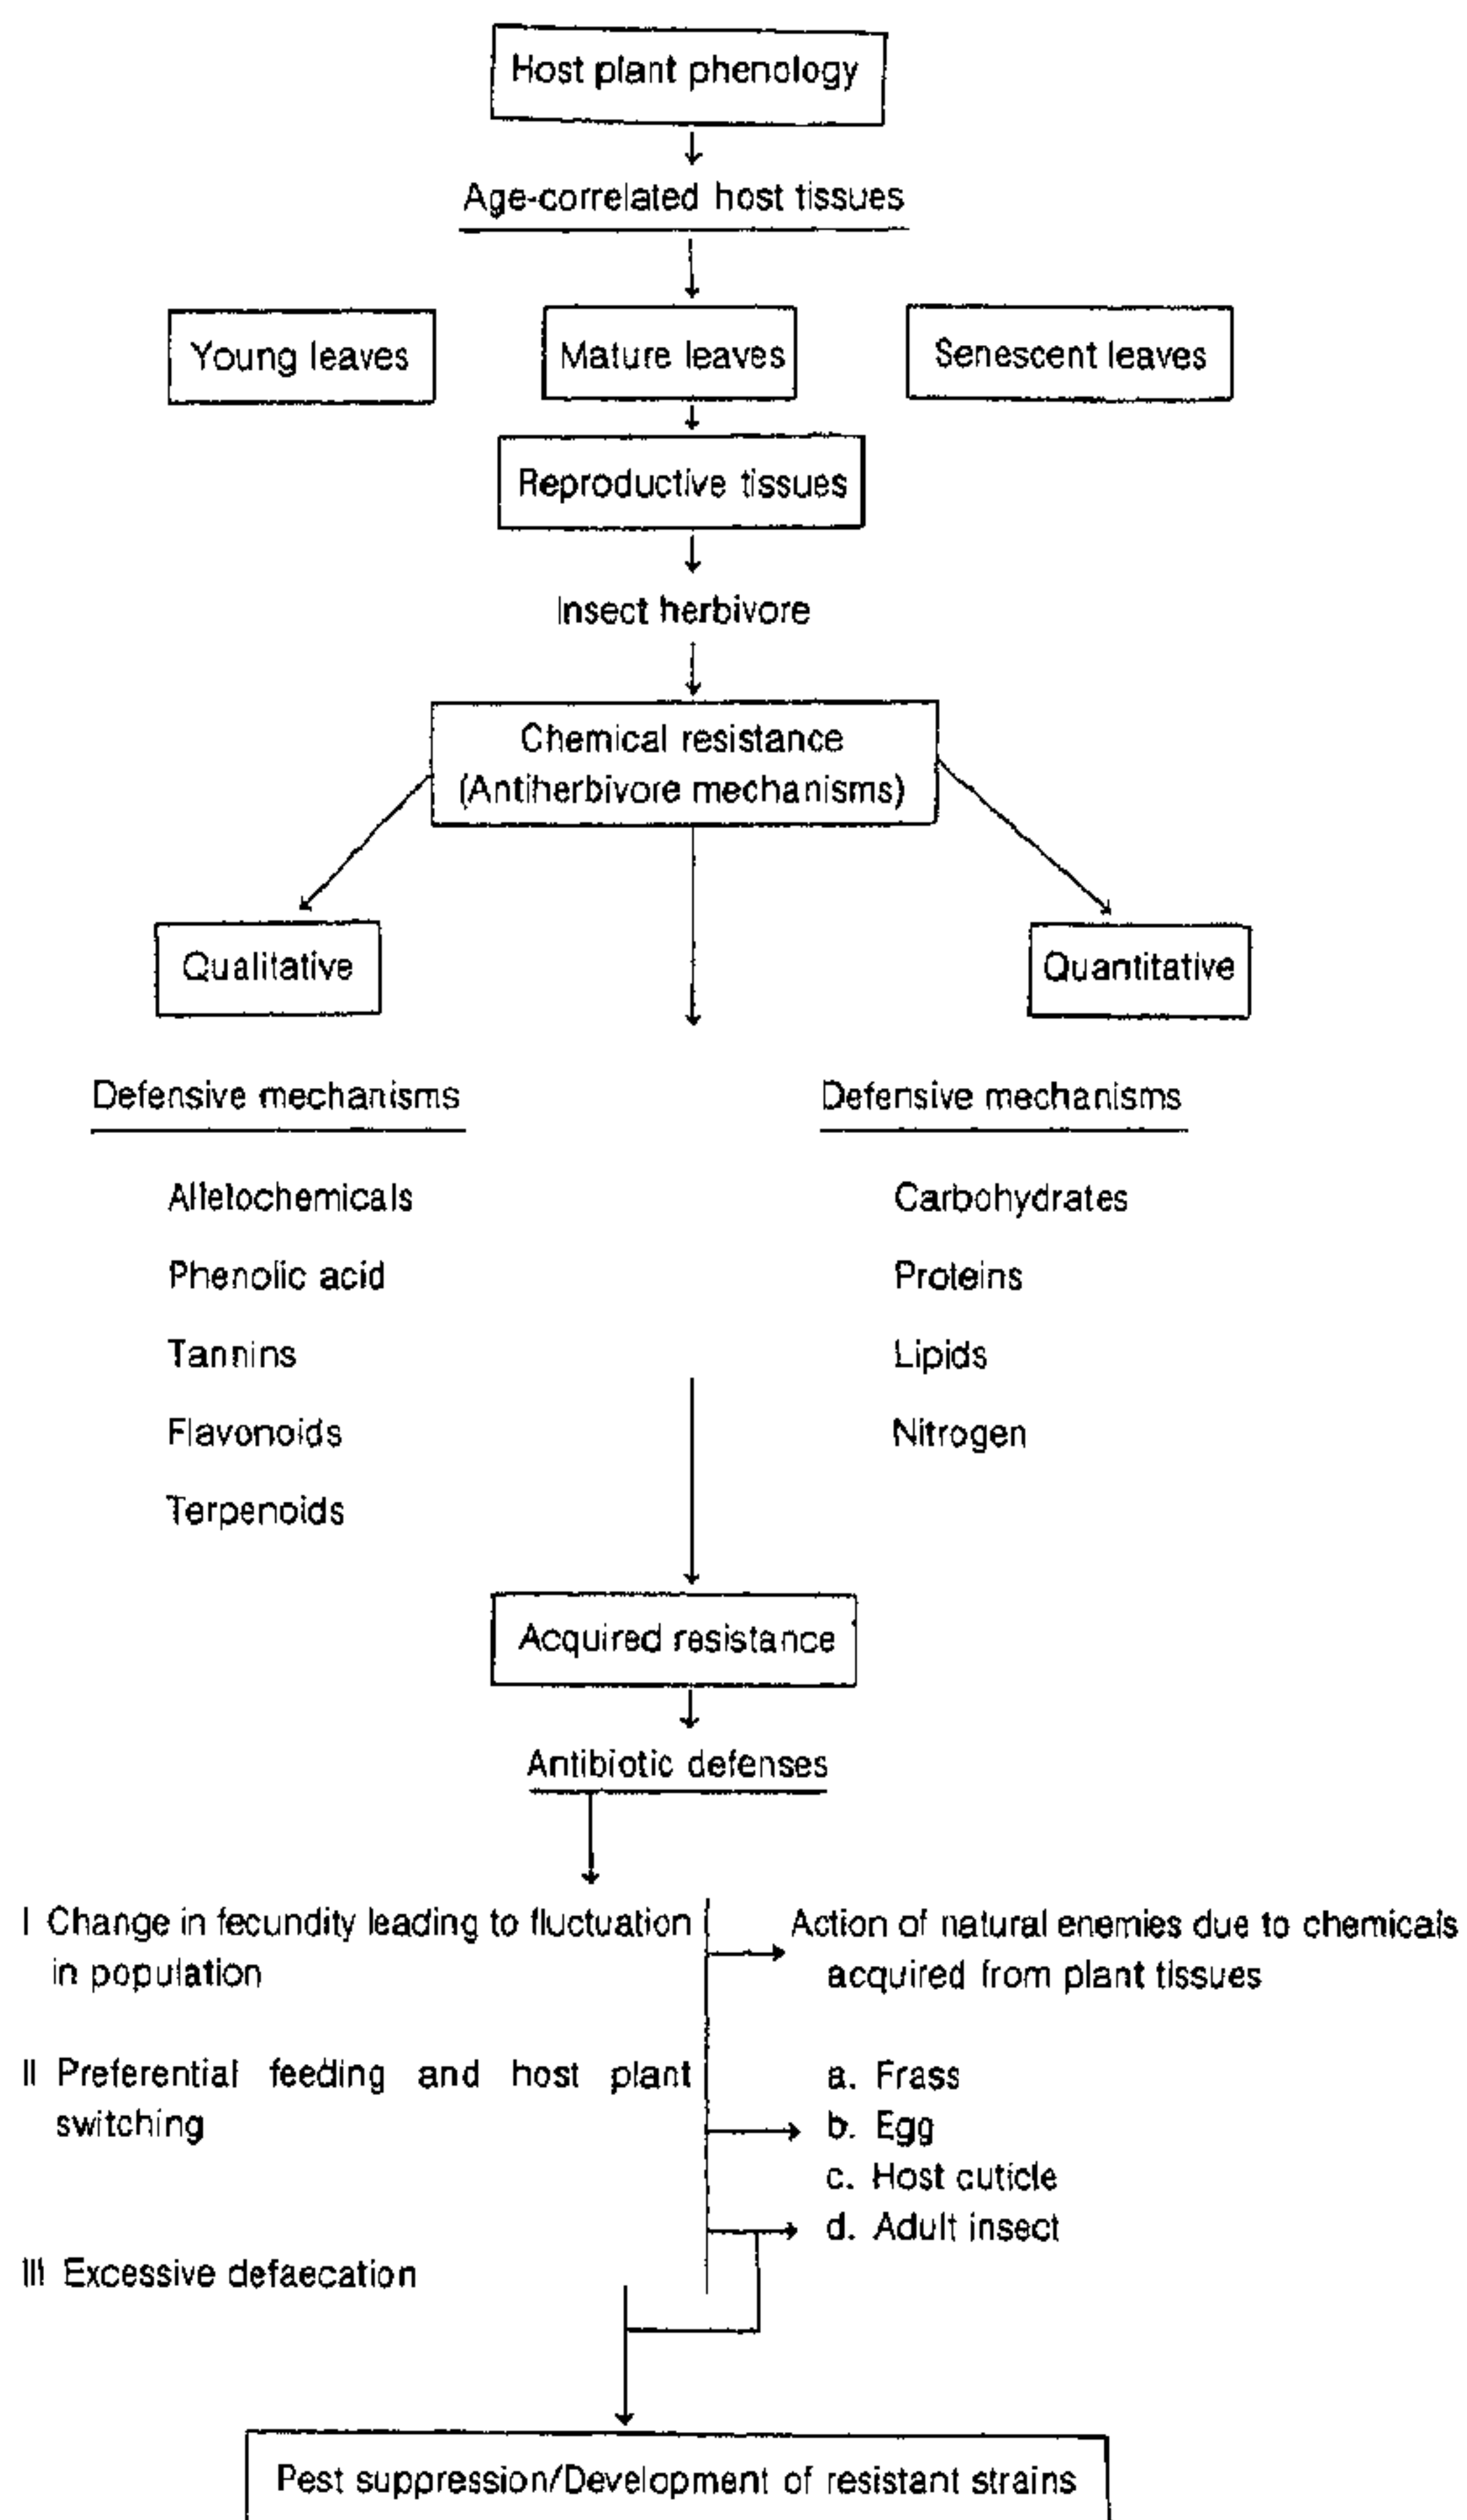 Host plant phenology
Age-correlated host tissues
Young leaves
Mature leaves
Senescent leaves
Reproductive tissues
Insect herbivore
Chemical resistance
(Antiherbivore mechanisms)
Qualitative
Quantitative
Defensive mechanisms
Allelochemicals
Phenolic acid
Tannins
Flavonoids
Terpenoids
Defensive mechanisms
Carbohydrates
Proteins
Lipids
Nitrogen
Acquired resistance
Antibiotic defenses
I Change in fecundity leading to fluctuation
in population
II Preferential feeding and host plant
switching
III Excessive defaecation
Action of natural enemies due to chemicals
acquired from plant tissues
a. Frass
b. Egg
c. Host cuticle
d. Adult insect
Pest suppression/Development of resistant strains